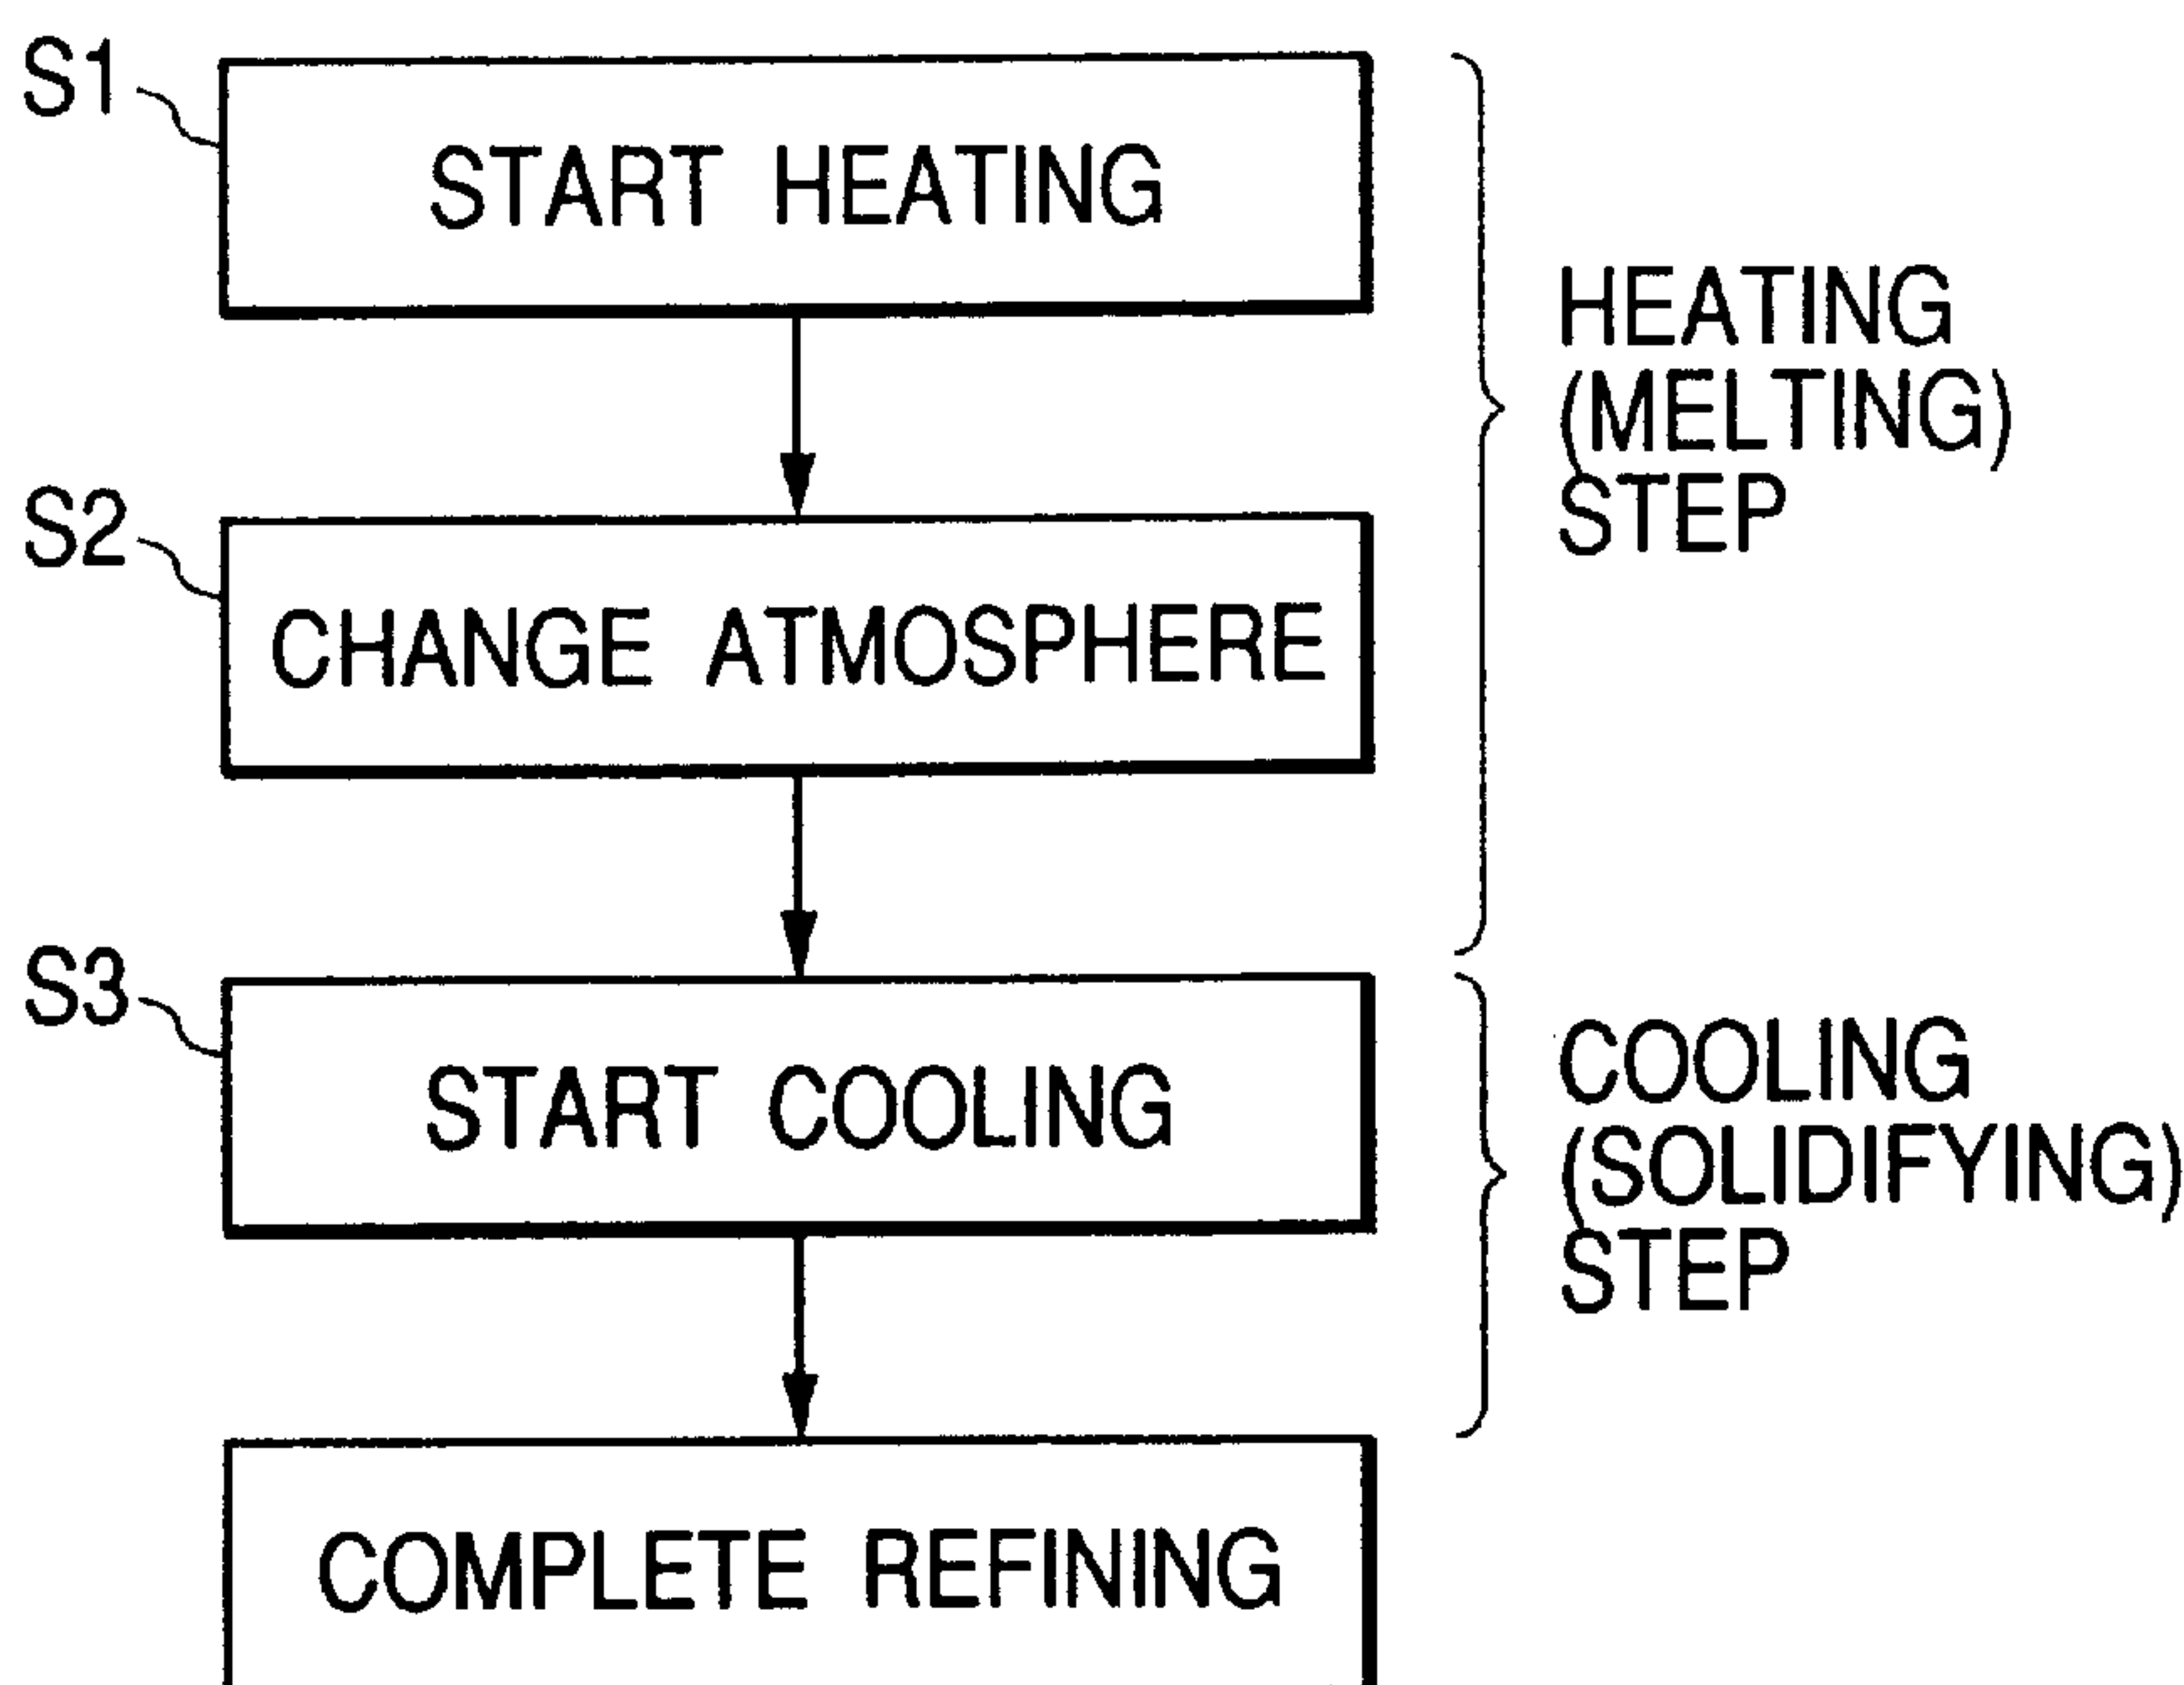 S1
START HEATING
HEATING
(MELTING)
STEP
S2
CHANGE ATMOSPHERE
S3
START COOLING
COOLING
(SOLIDIFYING)
STEP
COMPLETE REFINING